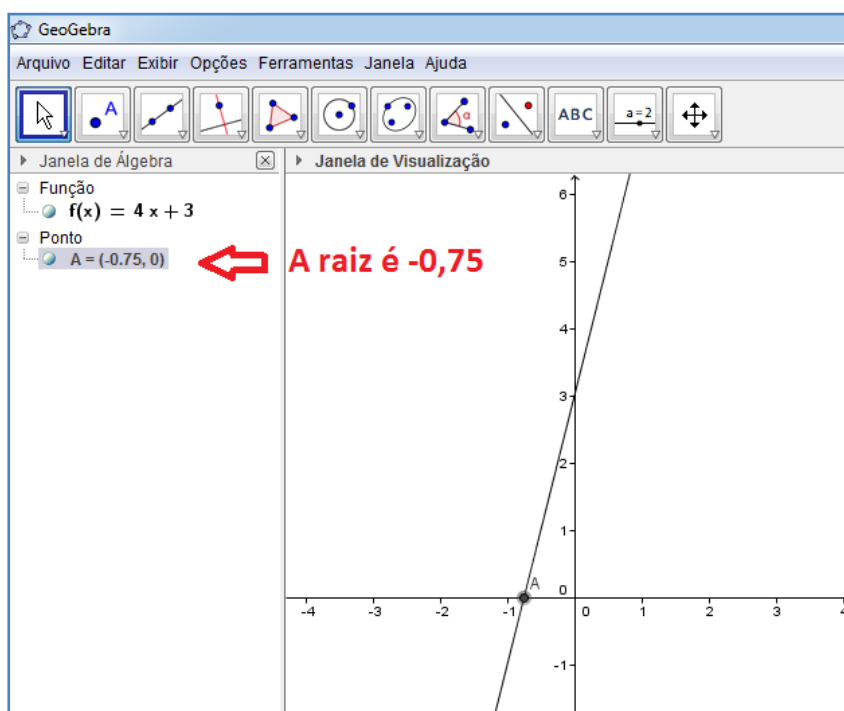 GeoGebra
Arquivo Editar Exibir Opções Ferramentas Janela Ajuda
A α ABC a=2
Janela de Álgebra
Janela de Visualização
Função
f(x) = 4 x + 3
Ponto
A = (-0.75, 0)
A raiz é -0,75
6
5
4
3
2
1
0
A
-4 -3 -2 -1 0 1 2 3 4
-1